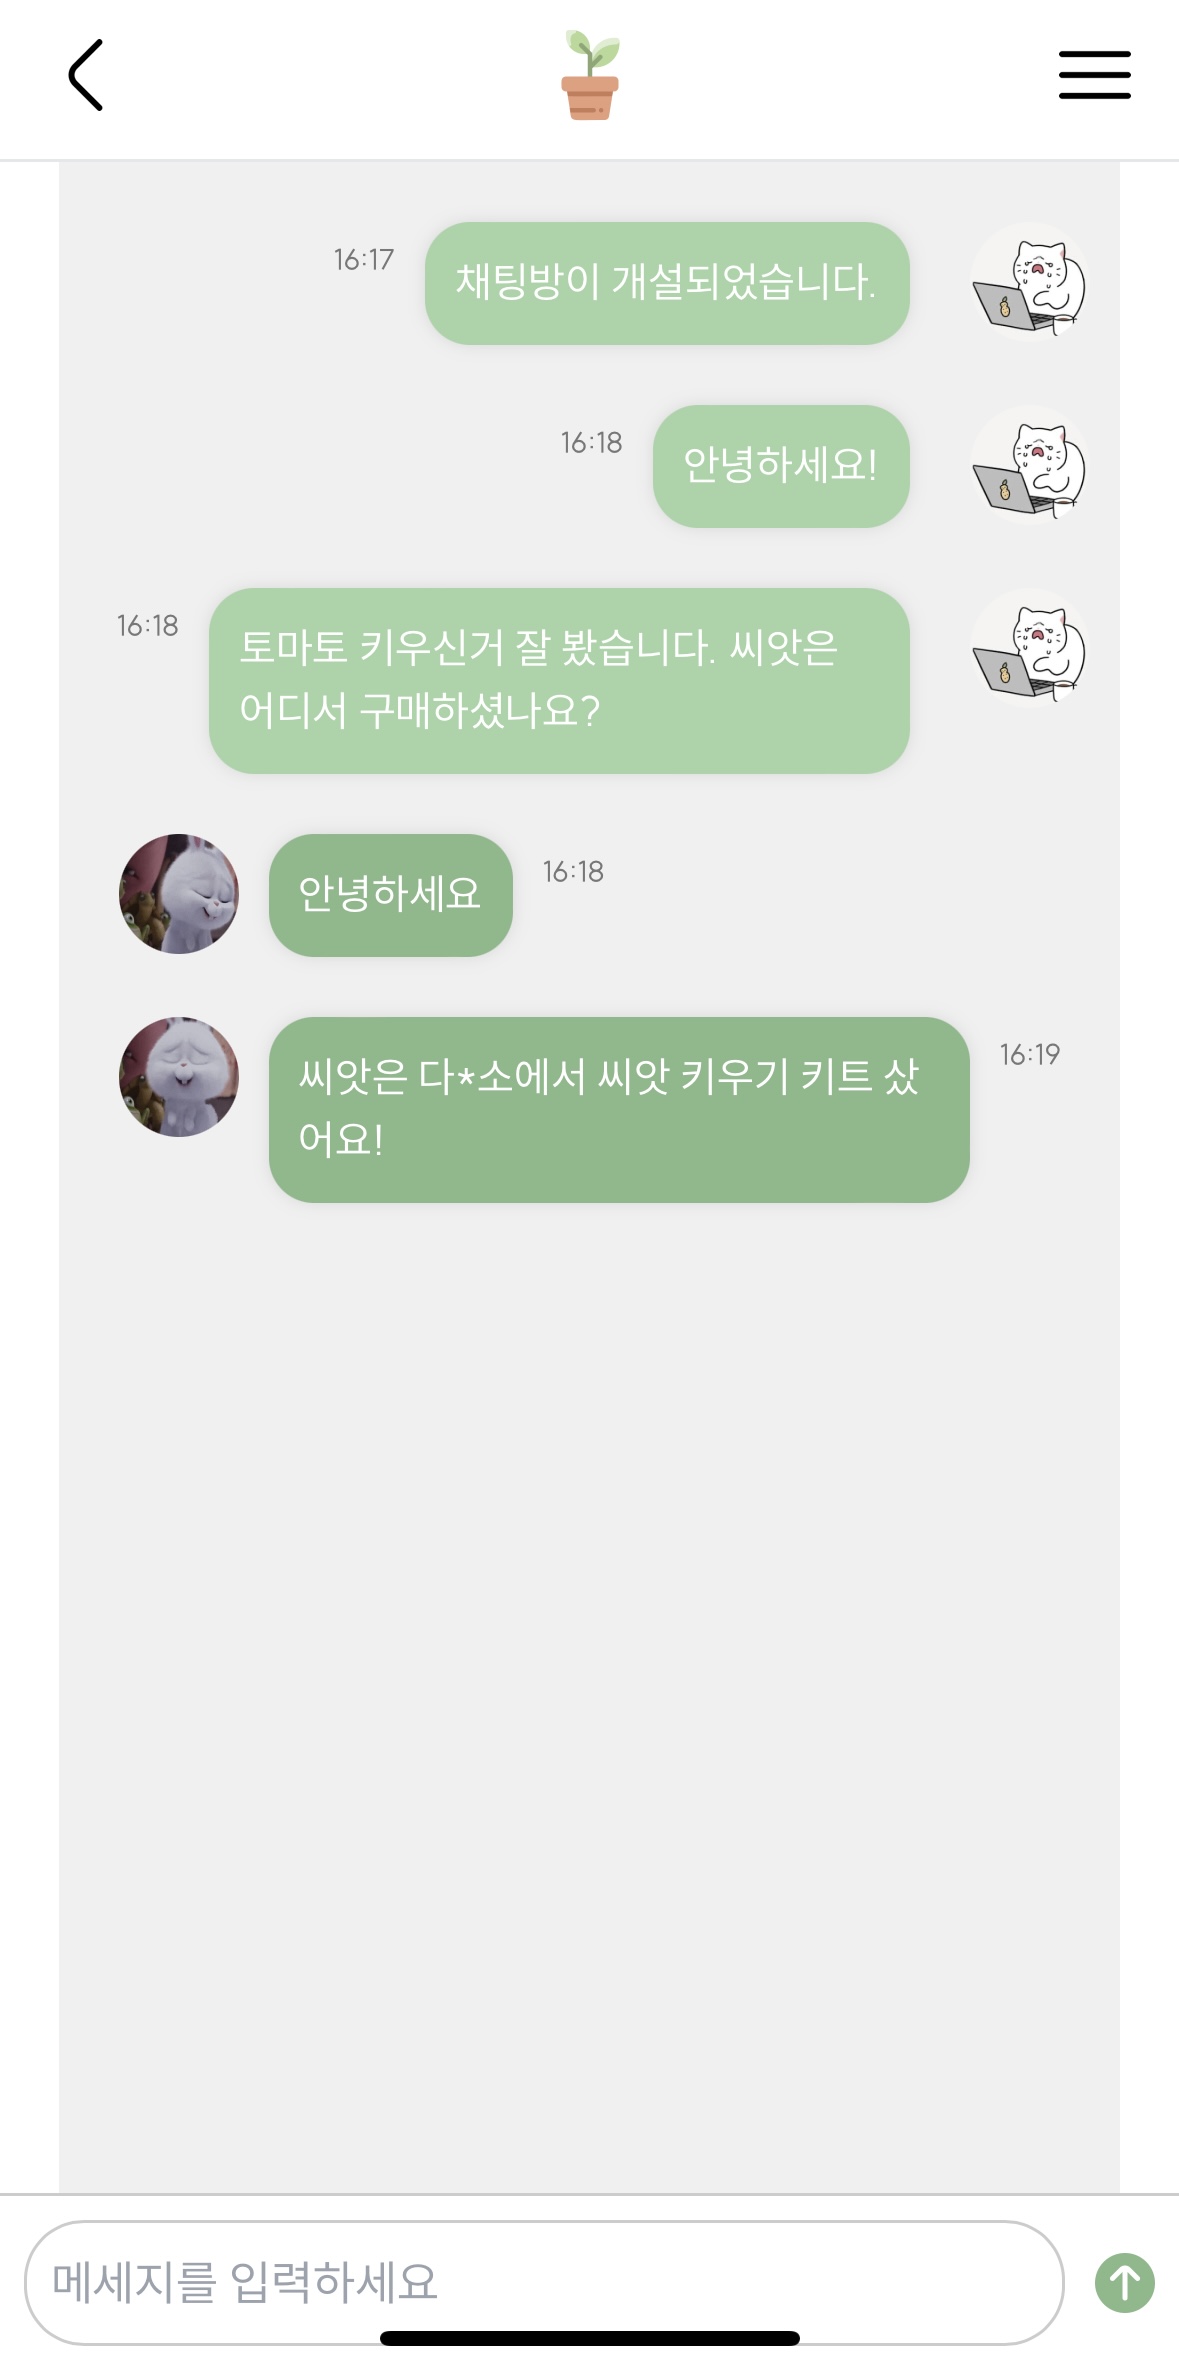 16:17
채팅방이 개설되었습니다.
16:18
안녕하세요!
16:18
토마토 키우신거 잘 봤습니다. 씨앗은
어디서 구매하셨나요?
안녕하세요
16:18
씨앗은 다*소에서 씨앗 키우기 키트 샀
어요!
16:19
메세지를 입력하세요